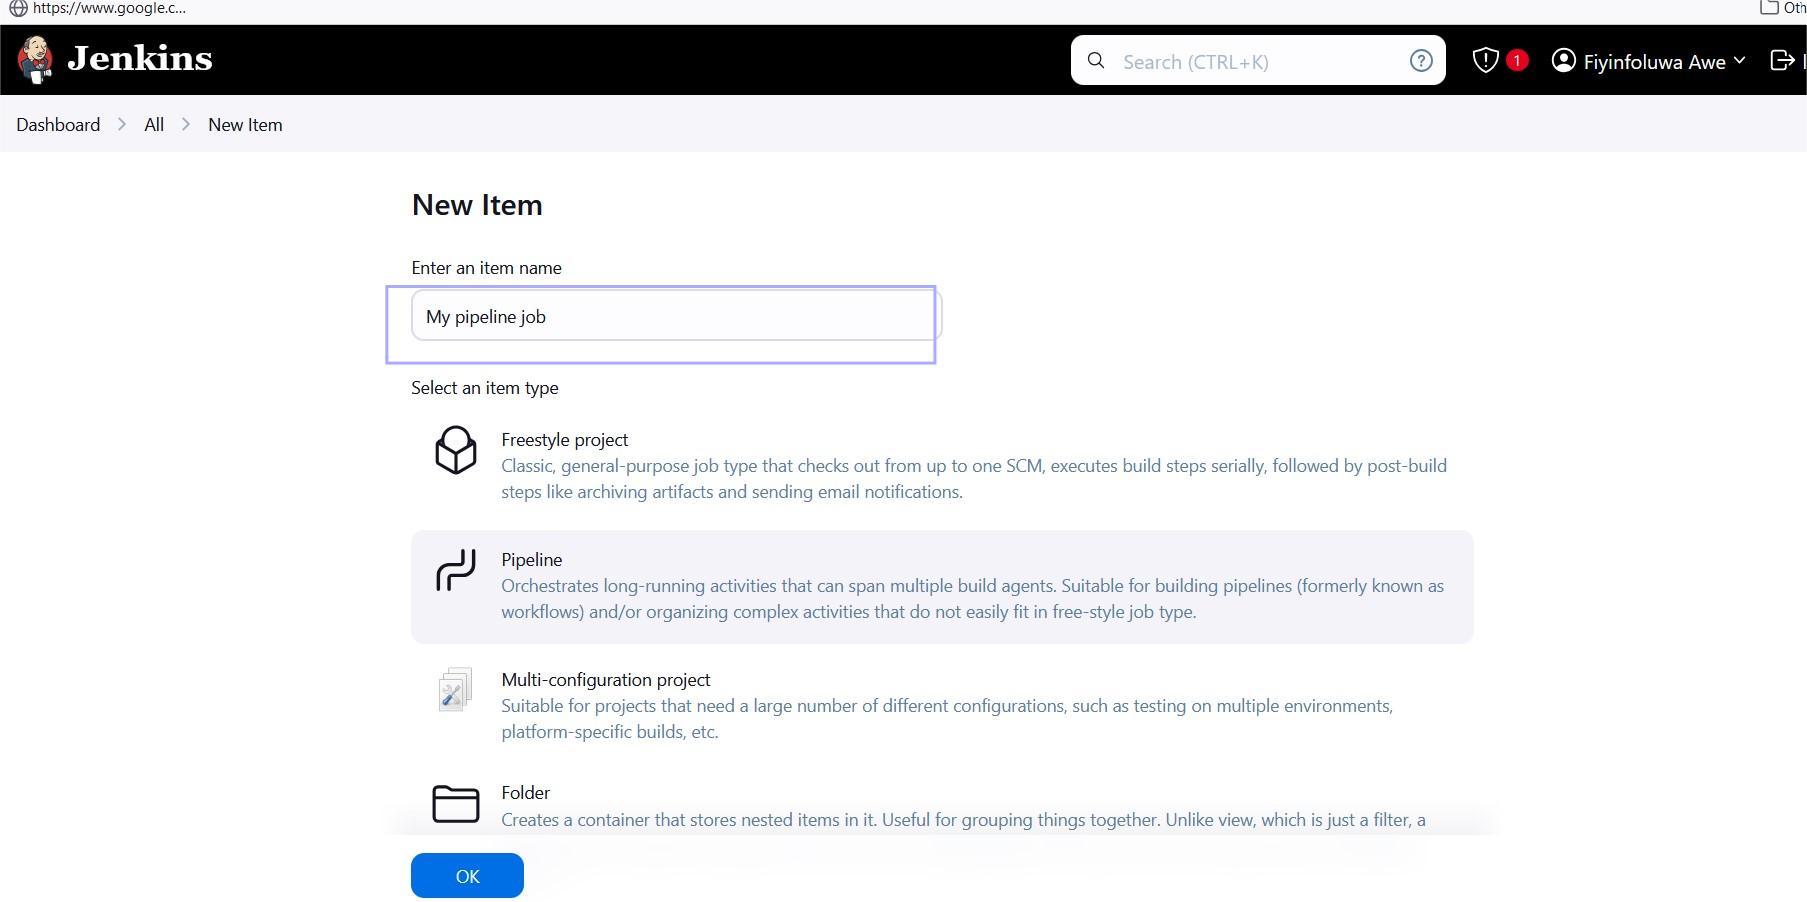 https://www.google.c...
Oth
Jenkins
Search (CTRL+K)
1
Fiyinfoluwa Awe
Dashboard
All
New Item
New Item
Enter an item name
My pipeline job
Select an item type
Freestyle project
Classic, general-purpose job type that checks out from up to one SCM, executes build steps serially, followed by post-build
steps like archiving artifacts and sending email notifications.
Pipeline
Orchestrates long-running activities that can span multiple build agents. Suitable for building pipelines (formerly known as
workflows) and/or organizing complex activities that do not easily fit in free-style job type.
Multi-configuration project
Suitable for projects that need a large number of different configurations, such as testing on multiple environments,
platform-specific builds, etc.
Folder
Creates a container that stores nested items in it. Useful for grouping things together. Unlike view, which is just a filter, a
OK